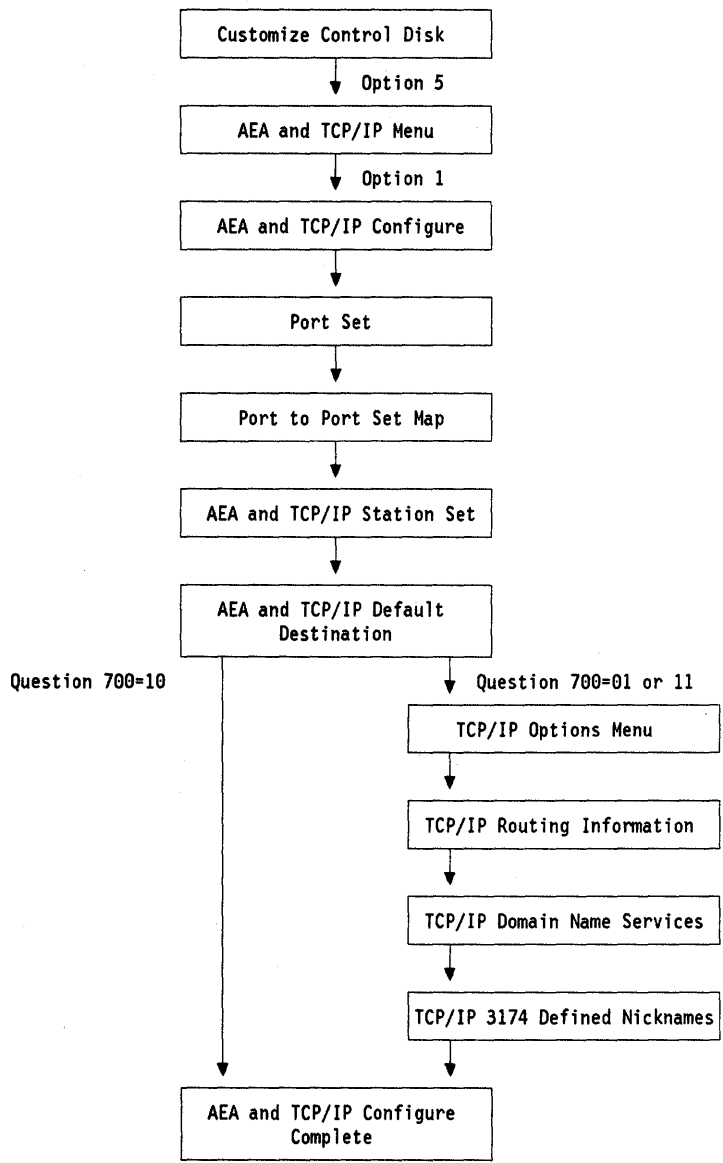 Customize Control Disk
Option 5
AEA and TCP/IP Menu
Option 1
AEA and TCP/IP Configure
Port Set
Port to Port Set Map
AEA and TCP/IP Station Set
AEA and TCP/IP Default
Destination
Question 700=10
Question 700=01 or 11
TCP/IP Options Menu
TCP/IP Routing Information
TCP/IP Domain Name Services
TCP/IP 3174 Defined Nicknames
AEA and TCP/IP Configure
Complete